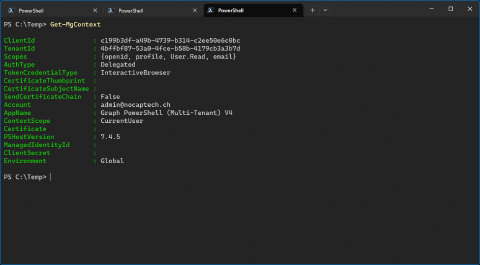 PowerShell
PowerShell
PowerShell
PS C:\Temp> Get-MgContext
ClientId : c199b3df-a49b-4739-b314-c2ee50e6c0bc
TenantId : 4bffbf87-53a0-4fce-b58b-4179cb3a3b7d
Scopes : {openid, profile, User.Read, email}
AuthType : Delegated
TokenCredentialType : InteractiveBrowser
CertificateThumbprint :
CertificateSubjectName :
SendCertificateChain : False
Account : admin@nocaptech.ch
AppName : Graph PowerShell (Multi-Tenant) V4
ContextScope : CurrentUser
Certificate :
PSHostVersion : 7.4.5
ManagedIdentityId :
ClientSecret :
Environment : Global
PS C:\Temp>